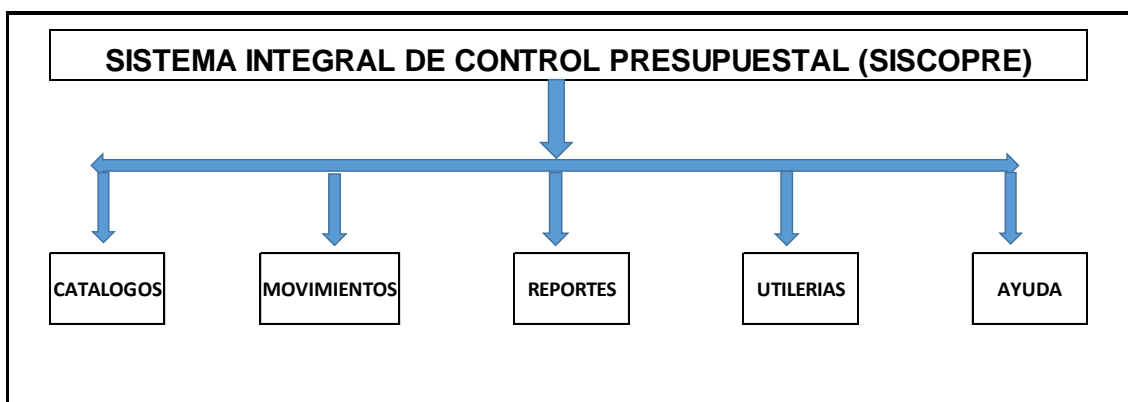 SISTEMA INTEGRAL DE CONTROL PRESUPUESTAL (SISCOPRE)
CATALOGOS
MOVIMIENTOS
REPORTES
UTILERIAS
AYUDA